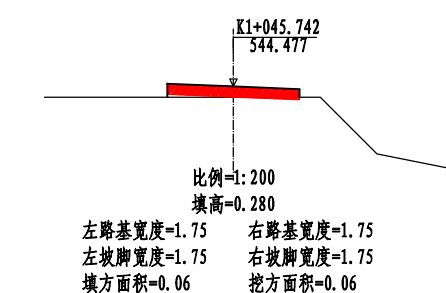 K1+045.742
544.477
比例=1:200
填高=0.280
左路基宽度=1.75 右路基宽度=1.75
左坡脚宽度=1.75 右坡脚宽度=1.75
填方面积=0.06 挖方面积=0.06